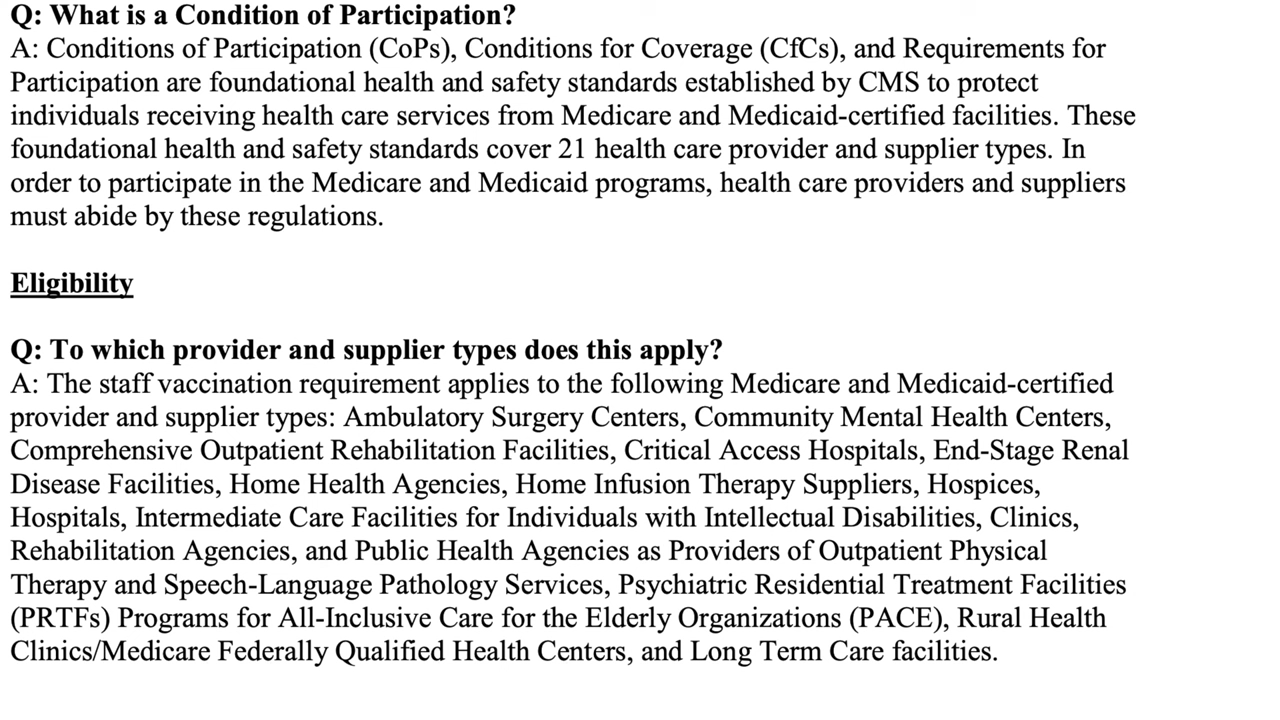 Q: What is a Condition of Participation?
A: Conditions of Participation (CoPs), Conditions for Coverage (CfCs), and Requirements for
Participation are foundational health and safety standards established by CMS to protect
individuals receiving health care services from Medicare and Medicaid-certified facilities. These
foundational health and safety standards cover 21 health care provider and supplier types. In
order to participate in the Medicare and Medicaid programs, health care providers and suppliers
must abide by these regulations.
Eligibility
Q: To which provider and supplier types does this apply?
A: The staff vaccination requirement applies to the following Medicare and Medicaid-certified
provider and supplier types: Ambulatory Surgery Centers, Community Mental Health Centers,
Comprehensive Outpatient Rehabilitation Facilities, Critical Access Hospitals, End-Stage Renal
Disease Facilities, Home Health Agencies, Home Infusion Therapy Suppliers, Hospices,
Hospitals, Intermediate Care Facilities for Individuals with Intellectual Disabilities, Clinics,
Rehabilitation Agencies, and Public Health Agencies as Providers of Outpatient Physical
Therapy and Speech-Language Pathology Services, Psychiatric Residential Treatment Facilities
(PRTFs) Programs for All-Inclusive Care for the Elderly Organizations (PACE), Rural Health
Clinics/Medicare Federally Qualified Health Centers, and Long Term Care facilities.